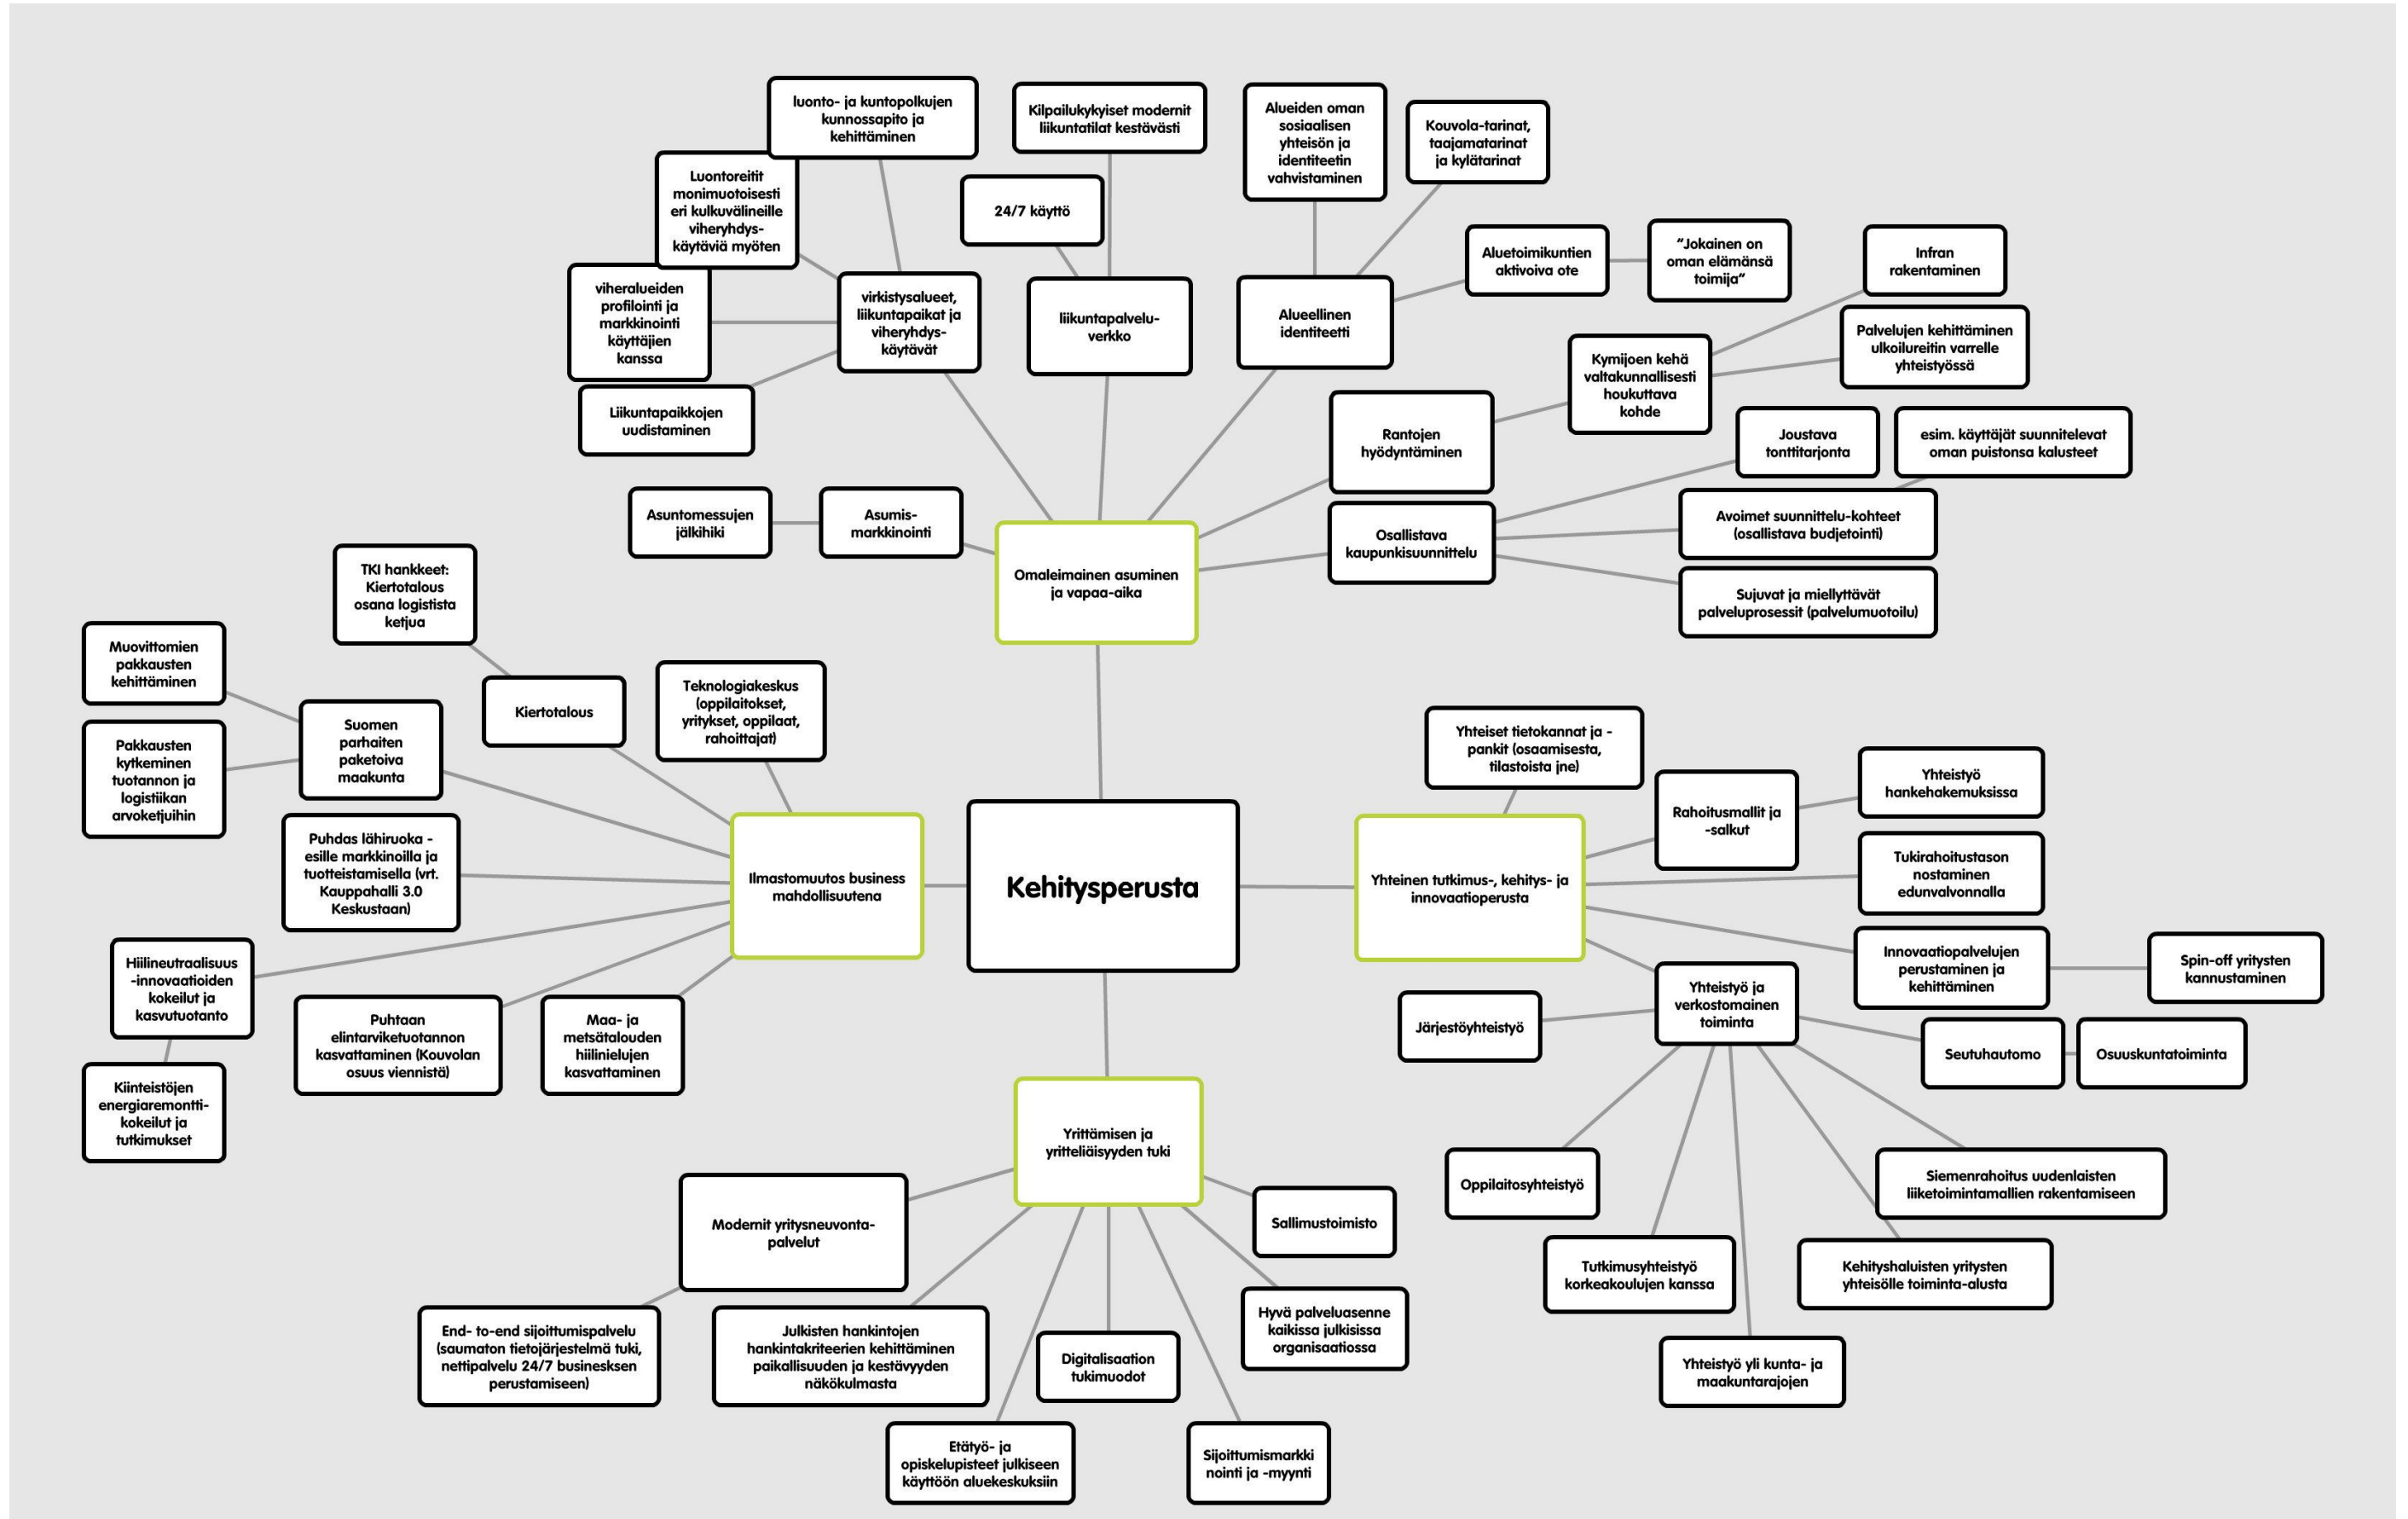 luonto- ja kuntopolkujen
kunnossapito ja
kehittäminen
Kilpailukykyiset modernit
liikuntatilat kestävästi
Alueiden oman
sosiaalisen
yhteisön ja
identiteetin
vahvistaminen
Kouvola-tarinat,
taajamatarinat
ja kylätarinat
Luontoreitit
monimuotoisesti
eri kulkuvälineille
viheryhdys-
käytäviä myöten
24/7 käyttö
Aluetoimikuntien
aktivoiva ote
"Jokainen on
oman elämänsä
toimija"
Infran
rakentaminen
viheralueiden
profilointi ja
markkinointi
käyttäjien
kanssa
virkistysalueet,
liikuntapaikat ja
viheryhdys-
käytävät
liikuntapalvelu-
verkko
Alueellinen
identiteetti
Kymijoen kehä
valtakunnallisesti
houkuttava
kohde
Palvelujen kehittäminen
ulkoilureitin varrelle
yhteistyössä
Liikuntapaikkojen
uudistaminen
Rantojen
hyödyntäminen
Joustava
tonttitarjonta
esim. käyttäjät suunnitelevat
oman puistonsa kalusteet
Asuntomessujen
jälkihiki
Asumis-
markkinointi
Osallistava
kaupunkisuunnittelu
Avoimet suunnittelu-kohteet
(osallistava budjetointi)
Omaleimainen asuminen
ja vapaa-aika
Sujuvat ja miellyttävät
palveluprosessit (palvelumuotoilu)
TKI hankkeet:
Kiertotalous
osana logistista
ketjua
Muovittomien
pakkausten
kehittäminen
Kiertotalous
Teknologiakeskus
(oppilaitokset,
yritykset, oppilaat,
rahoittajat)
Suomen
parhaiten
paketoiva
maakunta
Pakkausten
kytkeminen
tuotannon ja
logistiikan
arvoketjuihin
Puhdas lähiruoka -
esille markkinoilla ja
tuotteistamisella (vrt.
Kauppahalli 3.0
Keskustaan)
Ilmastomuutos business
mahdollisuutena
Kehitysperusta
Yhteinen tutkimus-, kehitys- ja
innovaatioperusta
Yhteiset tietokannat ja -
pankit (osaamisesta,
tilastoista jne)
Rahoitusmallit ja
-salkut
Yhteistyö
hankehakemuksissa
Tukirahoitustason
nostaminen
edunvalvonnalla
Innovaatiopalvelujen
perustaminen ja
kehittäminen
Spin-off yritysten
kannustaminen
Hiilineutraalisuus
-innovaatioiden
kokeilut ja
kasvutuotanto
Puhtaan
elintarviketuotannon
kasvattaminen (Kouvolan
osuus viennistä)
Maa- ja
metsätalouden
hiilinielujen
kasvattaminen
Kiinteistöjen
energiaremontti-
kokeilut ja
tutkimukset
Yhteistyö ja
verkostomainen
toiminta
Järjestöyhteistyö
Seutuhautomo
Osuuskuntatoiminta
Oppilaitosyhteistyö
Siemenrahoitus uudenlaisten
liiketoimintamallien rakentamiseen
Tutkimusyhteistyö
korkeakoulujen kanssa
Kehityshaluisten yritysten
yhteisölle toiminta-alusta
Yhteistyö yli kunta- ja
maakuntarajojen
Yrittämisen ja
yritteliäisyyden tuki
Modernit yritysneuvonta-
palvelut
Sallimustoimisto
End- to-end sijoittumispalvelu
(saumaton tietojärjestelmä tuki,
nettipalvelu 24/7 businesksen
perustamiseen)
Julkisten hankintojen
hankintakriteerien kehittäminen
paikallisuuden ja kestävyyden
näkökulmasta
Digitalisaation
tukimuodot
Hyvä palveluasenne
kaikissa julkisissa
organisaatiossa
Etätyö- ja
opiskelupisteet julkiseen
käyttöön aluekeskuksiin
Sijoittumismarkki
nointi ja -myynti